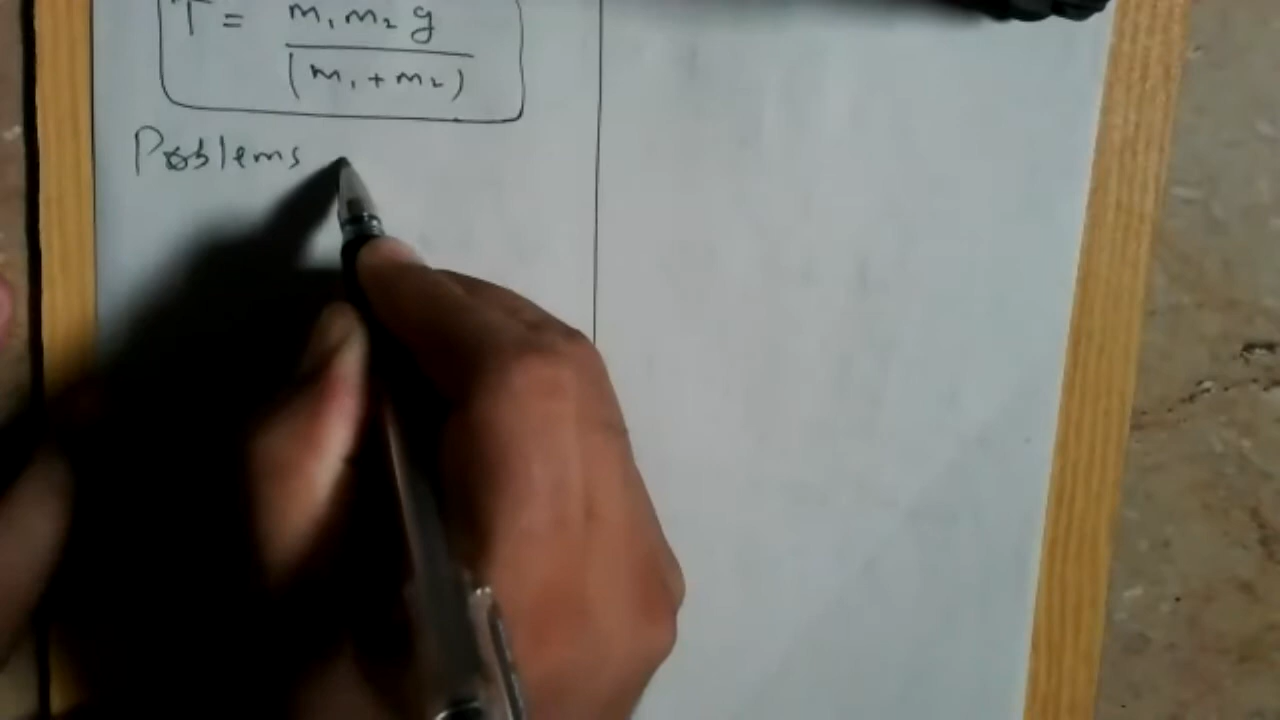 T = m₁m₂g
(m₁+m₂)
Problems